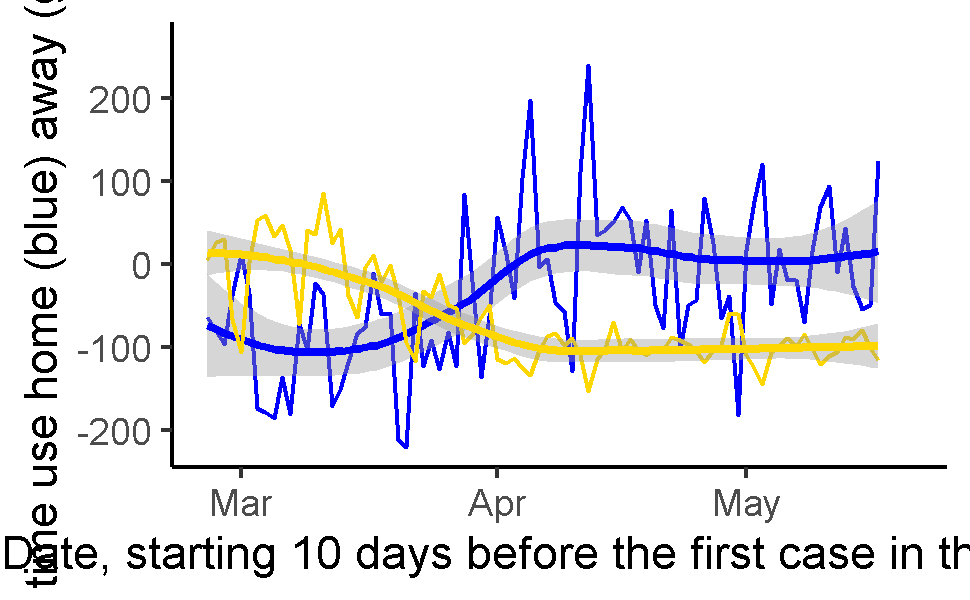 time use home (blue) away (
200
100
0
-100
-200
Mar Apr May
Date, starting 10 days before the first case in th